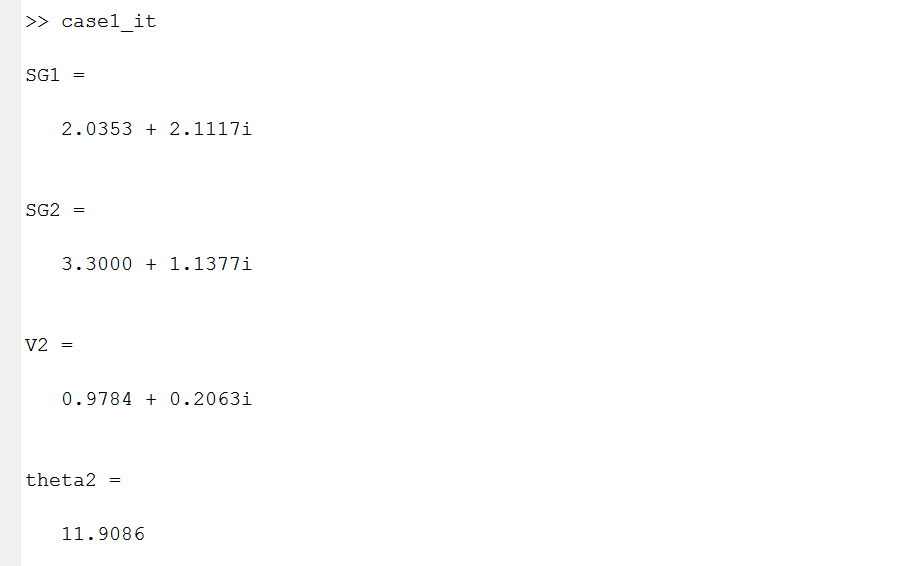 >> case1_it
SG1 =
2.0353 + 2.1117i
SG2 =
3.3000 + 1.1377i
V2 =
0.9784 + 0.2063i
theta2 =
11.9086